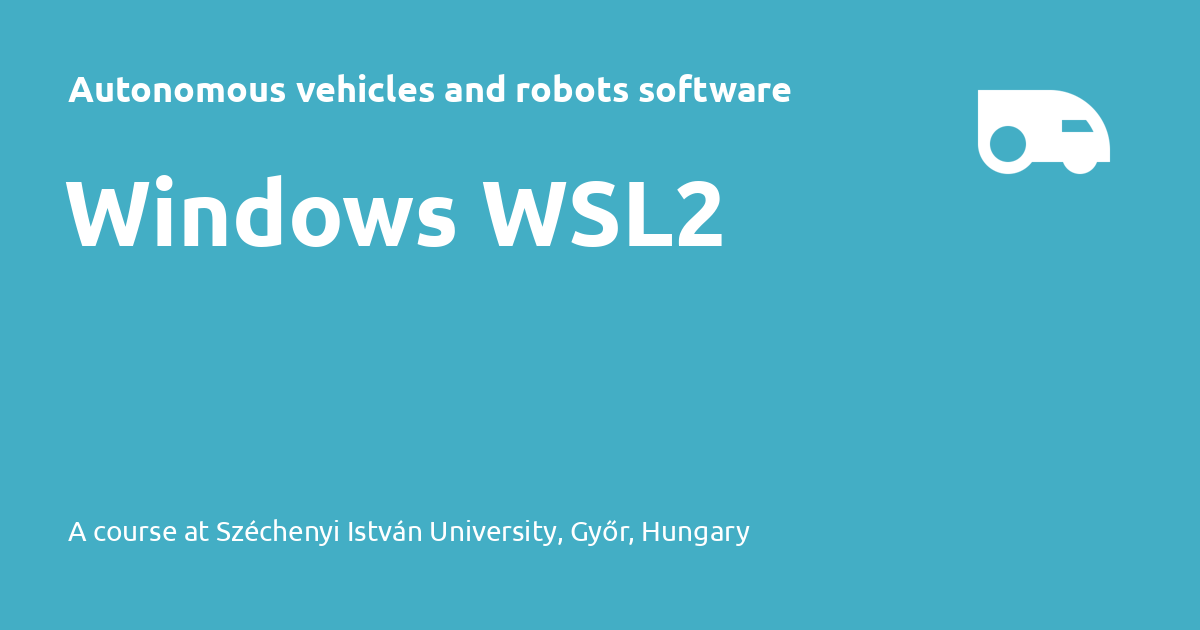 Autonomous vehicles and robots software
Windows WSL2
A course at Széchenyi István University, Győr, Hungary